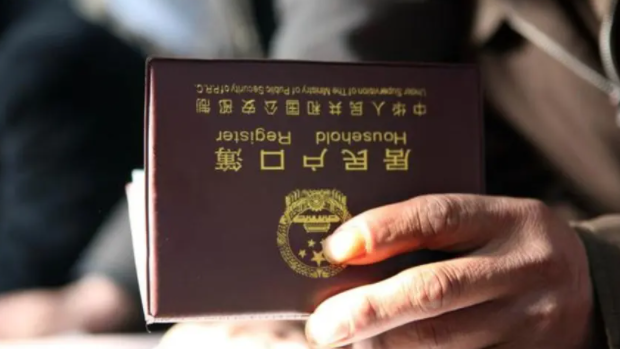 居民户口簿
Household Register
中华人民共和国公安部制
Under Supervision of The Ministry of Public Security of P.R.C.